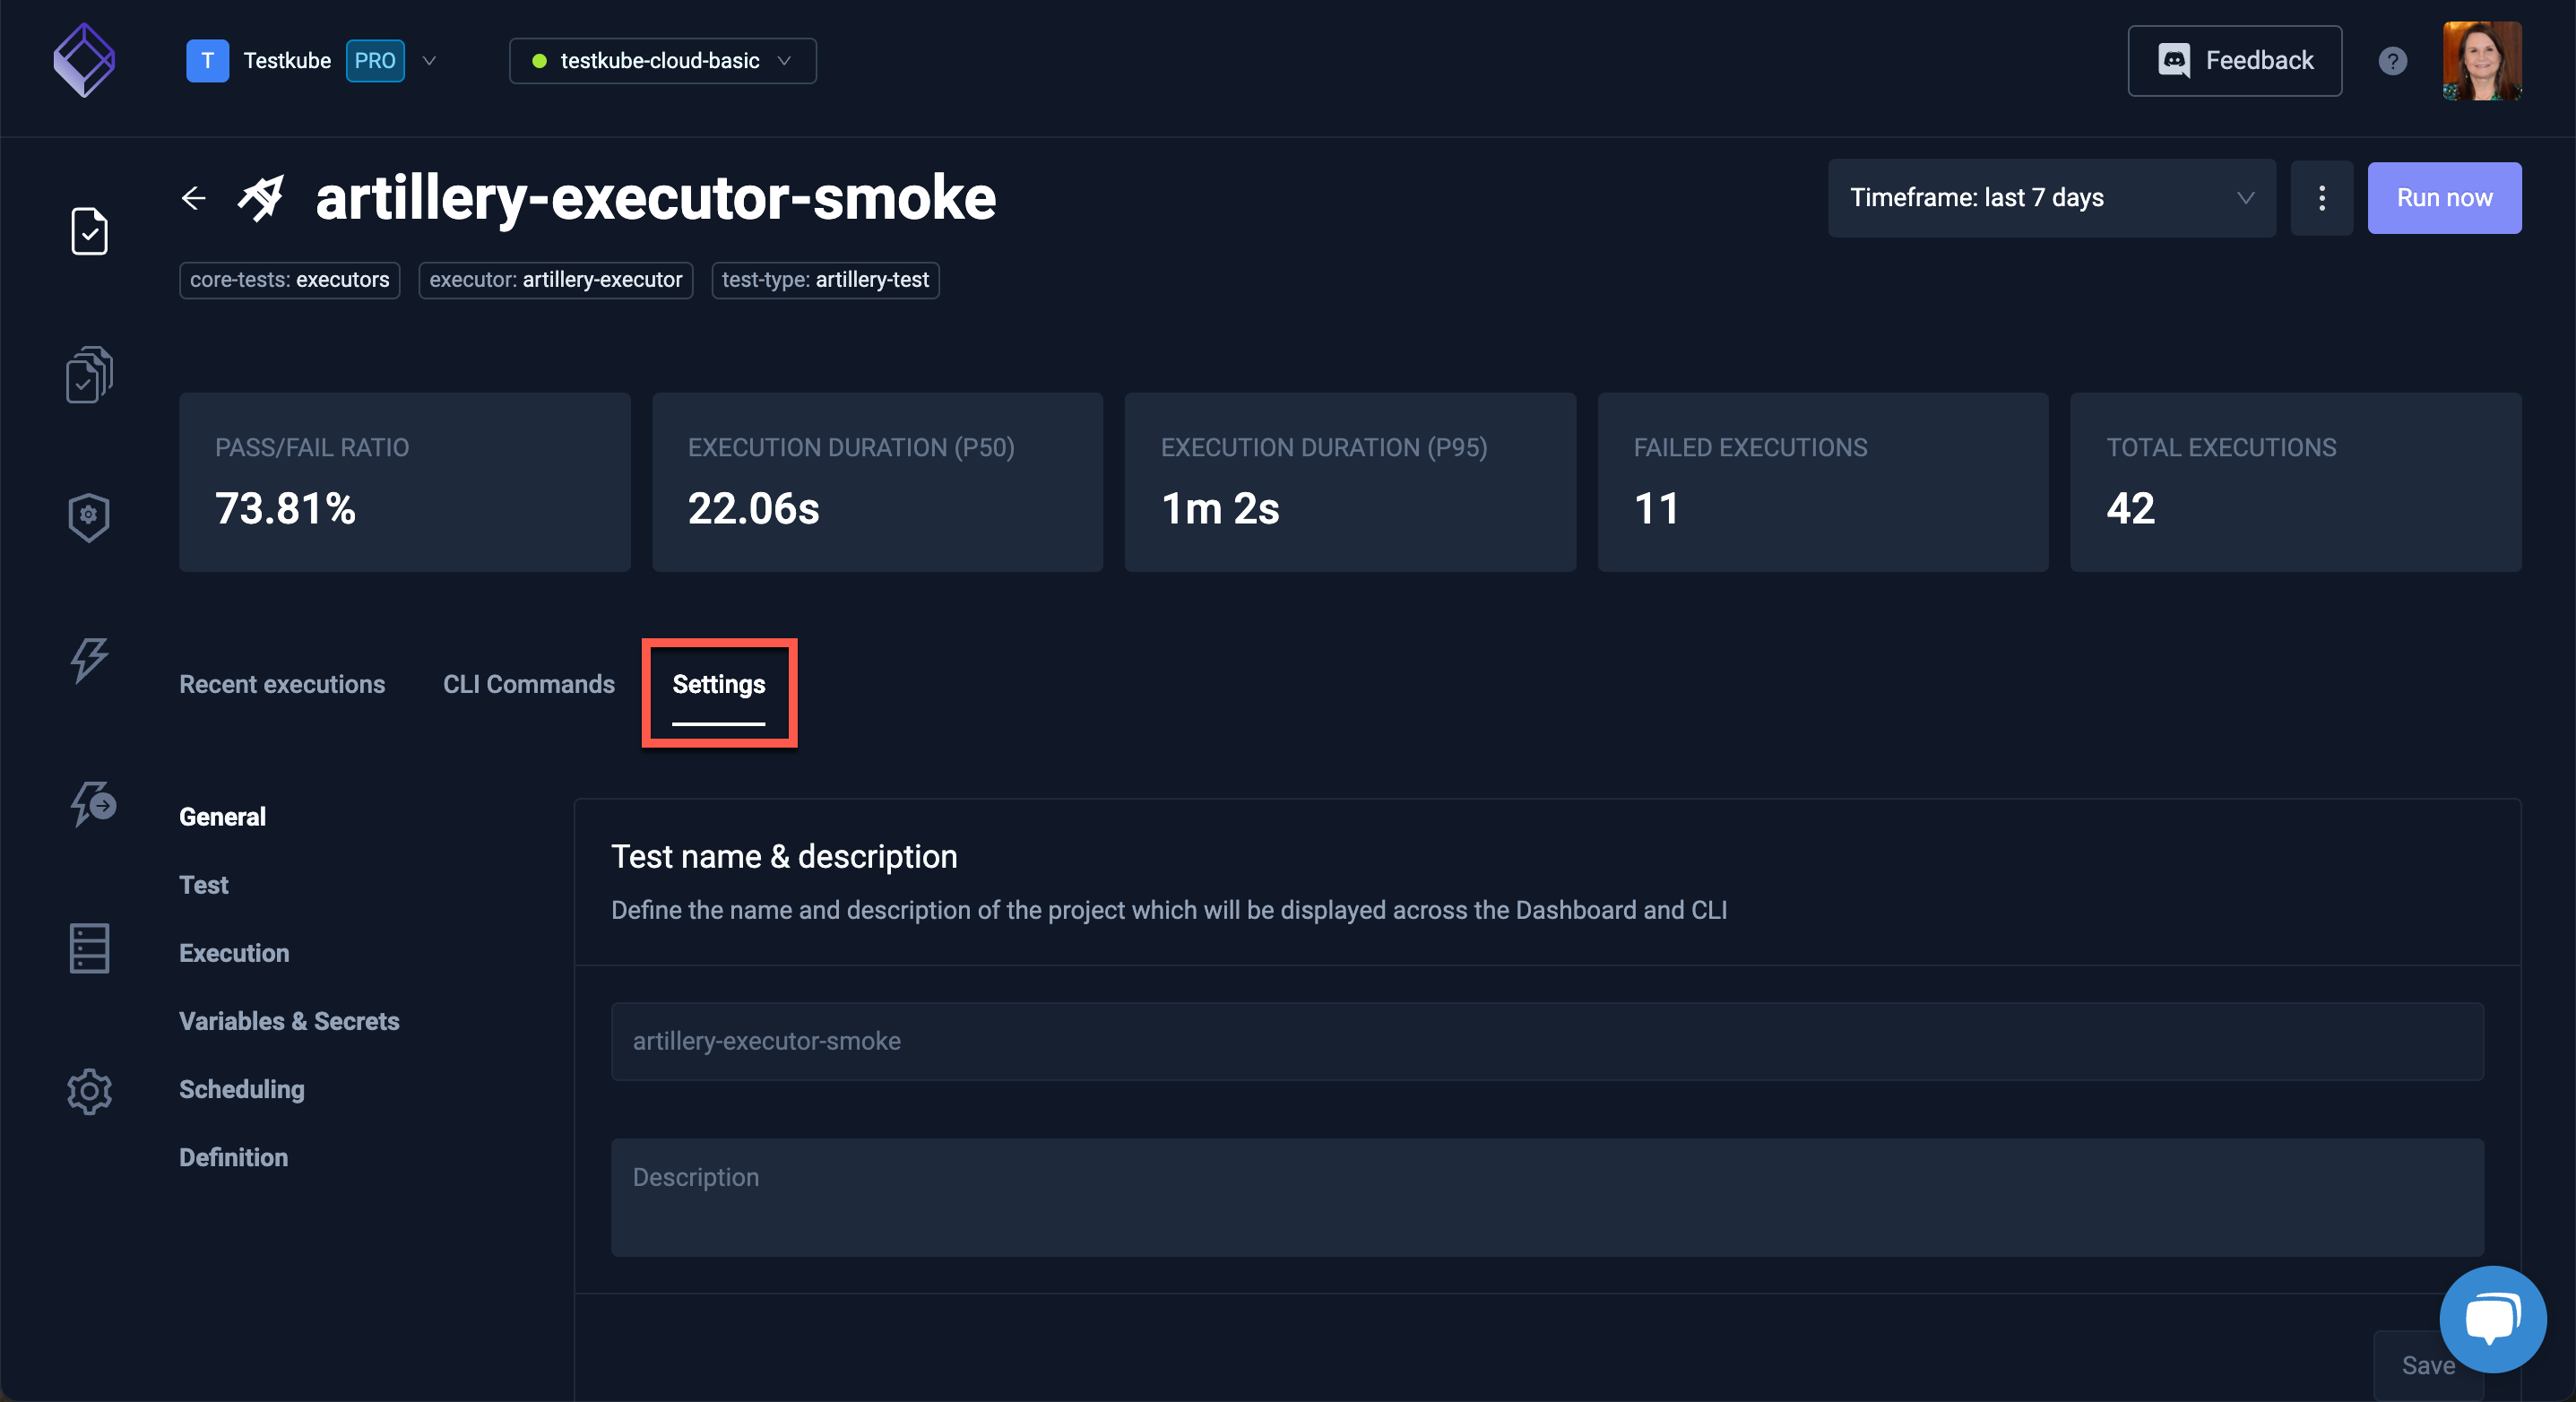 T Testkube PRO testkube-cloud-basic Feedback ?
artillery-executor-smoke Timeframe: last 7 days Run now
core-tests: executors executor: artillery-executor test-type: artillery-test
PASS/FAIL RATIO EXECUTION DURATION (P50) EXECUTION DURATION (P95) FAILED EXECUTIONS TOTAL EXECUTIONS
73.81% 22.06s 1m 2s 11 42
Recent executions CLI Commands Settings
General
Test name & description
Test
Define the name and description of the project which will be displayed across the Dashboard and CLI
Execution
Variables & Secrets
artillery-executor-smoke
Scheduling
Definition
Description
Save